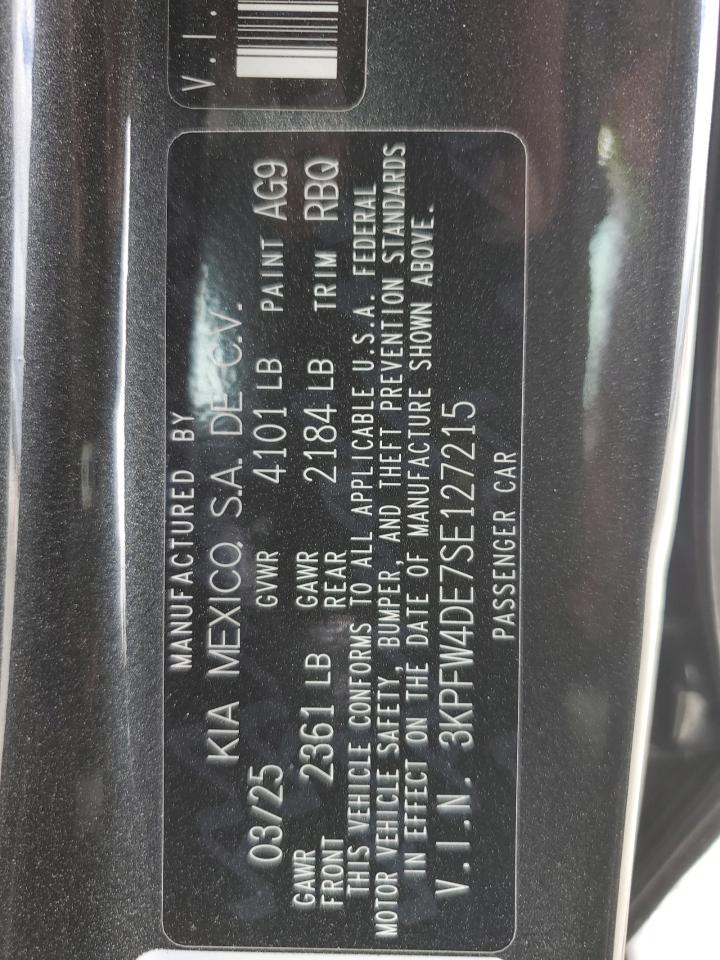 V.I.
MANUFACTURED BY
KIA MEXICO, S.A. DE C.V.
03/25 GVWR 4101 LB PAINT AG9
GAWR FRONT 2361 LB GAWR REAR 2184 LB TRIM RBQ
THIS VEHICLE CONFORMS TO ALL APPLICABLE U.S.A. FEDERAL
MOTOR VEHICLE SAFETY, BUMPER, AND THEFT PREVENTION STANDARDS
IN EFFECT ON THE DATE OF MANUFACTURE SHOWN ABOVE.
V.I.N. 3KPFW4DE7SE127215
PASSENGER CAR